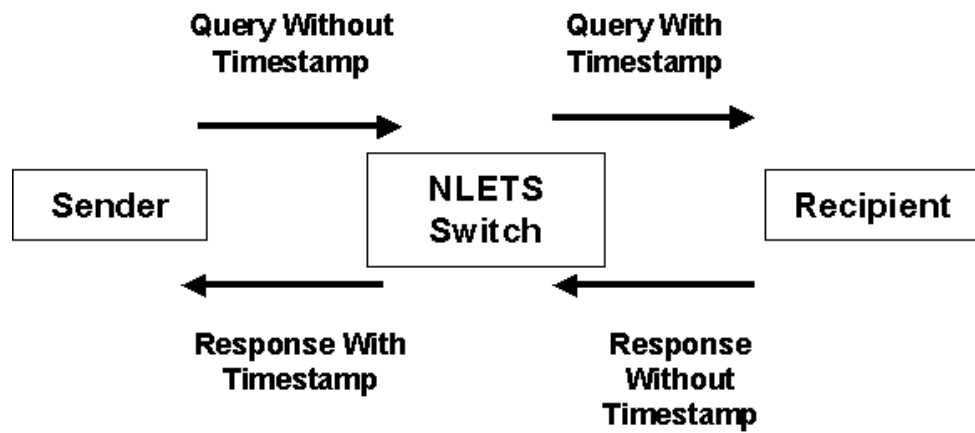 Query Without
Timestamp
Query With
Timestamp
Sender
NLETS
Switch
Recipient
Response With
Timestamp
Response
Without
Timestamp